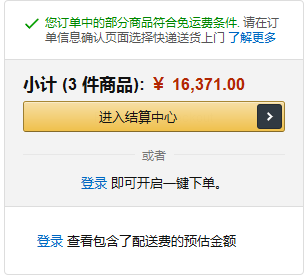 您订单中的部分商品符合免运费条件. 请在订
单信息确认页面选择快递送货上门 了解更多
小计 (3 件商品): ¥ 16,371.00
进入结算中心
或者
登录 即可开启一键下单。
登录 查看包含了配送费的预估金额